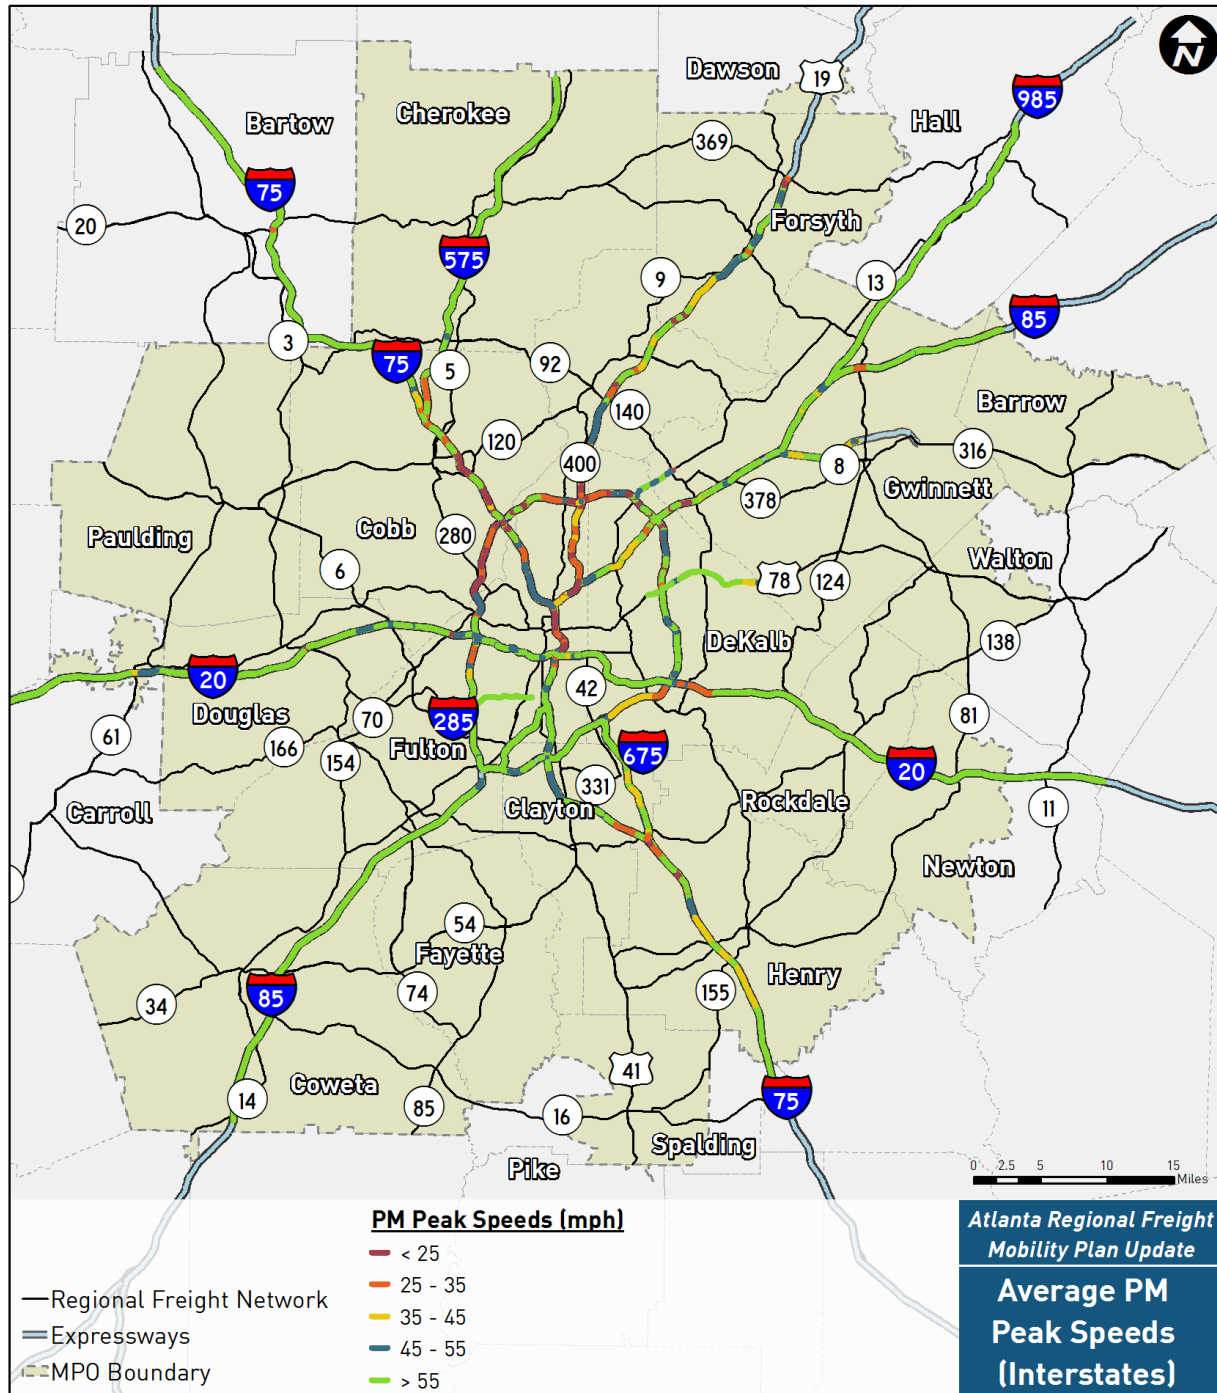 N
Dawson
19
985
Hall
Cherokee
Bartow
369
75
20
Forsyth
575
9
13
85
3
75
5
92
Barrow
140
120
400
8
316
Gwinnett
378
Cobb
280
Paulding
Walton
6
78
124
DeKalb
138
20
42
Douglas
70
285
81
61
166
Fulton
675
154
20
331
Rockdale
Carroll
Clayton
11
Newton
54
Fayette
Henry
85
74
155
34
41
Coweta
75
14
85
16
Spalding
Pike
0 2.5 5 10 15
Miles
PM Peak Speeds (mph)
< 25
25 - 35
35 - 45
45 - 55
> 55
Regional Freight Network
Expressways
MPO Boundary
Atlanta Regional Freight
Mobility Plan Update
Average PM
Peak Speeds
(Interstates)